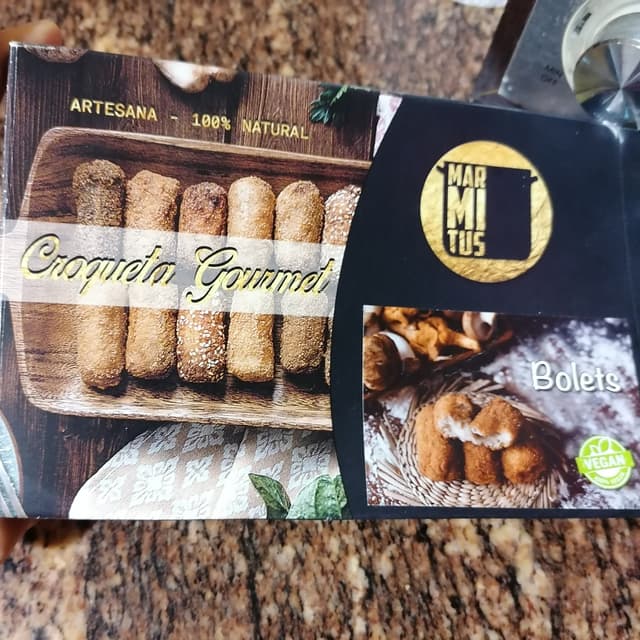 ARTESANA - 100% NATURAL
Croqueta Gourmet
MAR
MI
TUS
Bolets
VEGAN